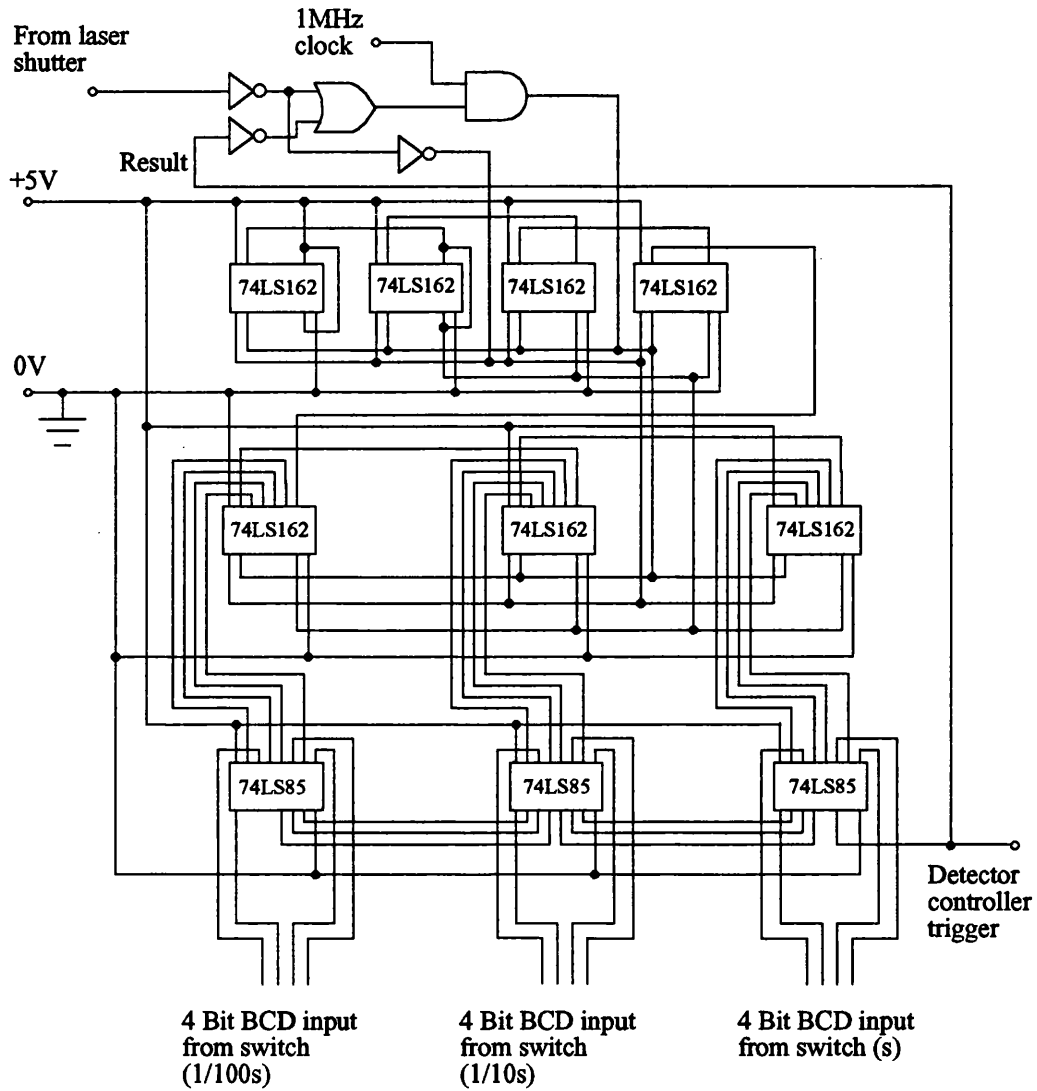 1MHz
clock
From laser
shutter
Result
+5V
74LS162
74LS162
74LS162
74LS162
0V
74LS162
74LS162
74LS162
74LS85
74LS85
74LS85
Detector
controller
trigger
4 Bit BCD input
from switch
(1/100s)
4 Bit BCD input
from switch
(1/10s)
4 Bit BCD input
from switch (s)